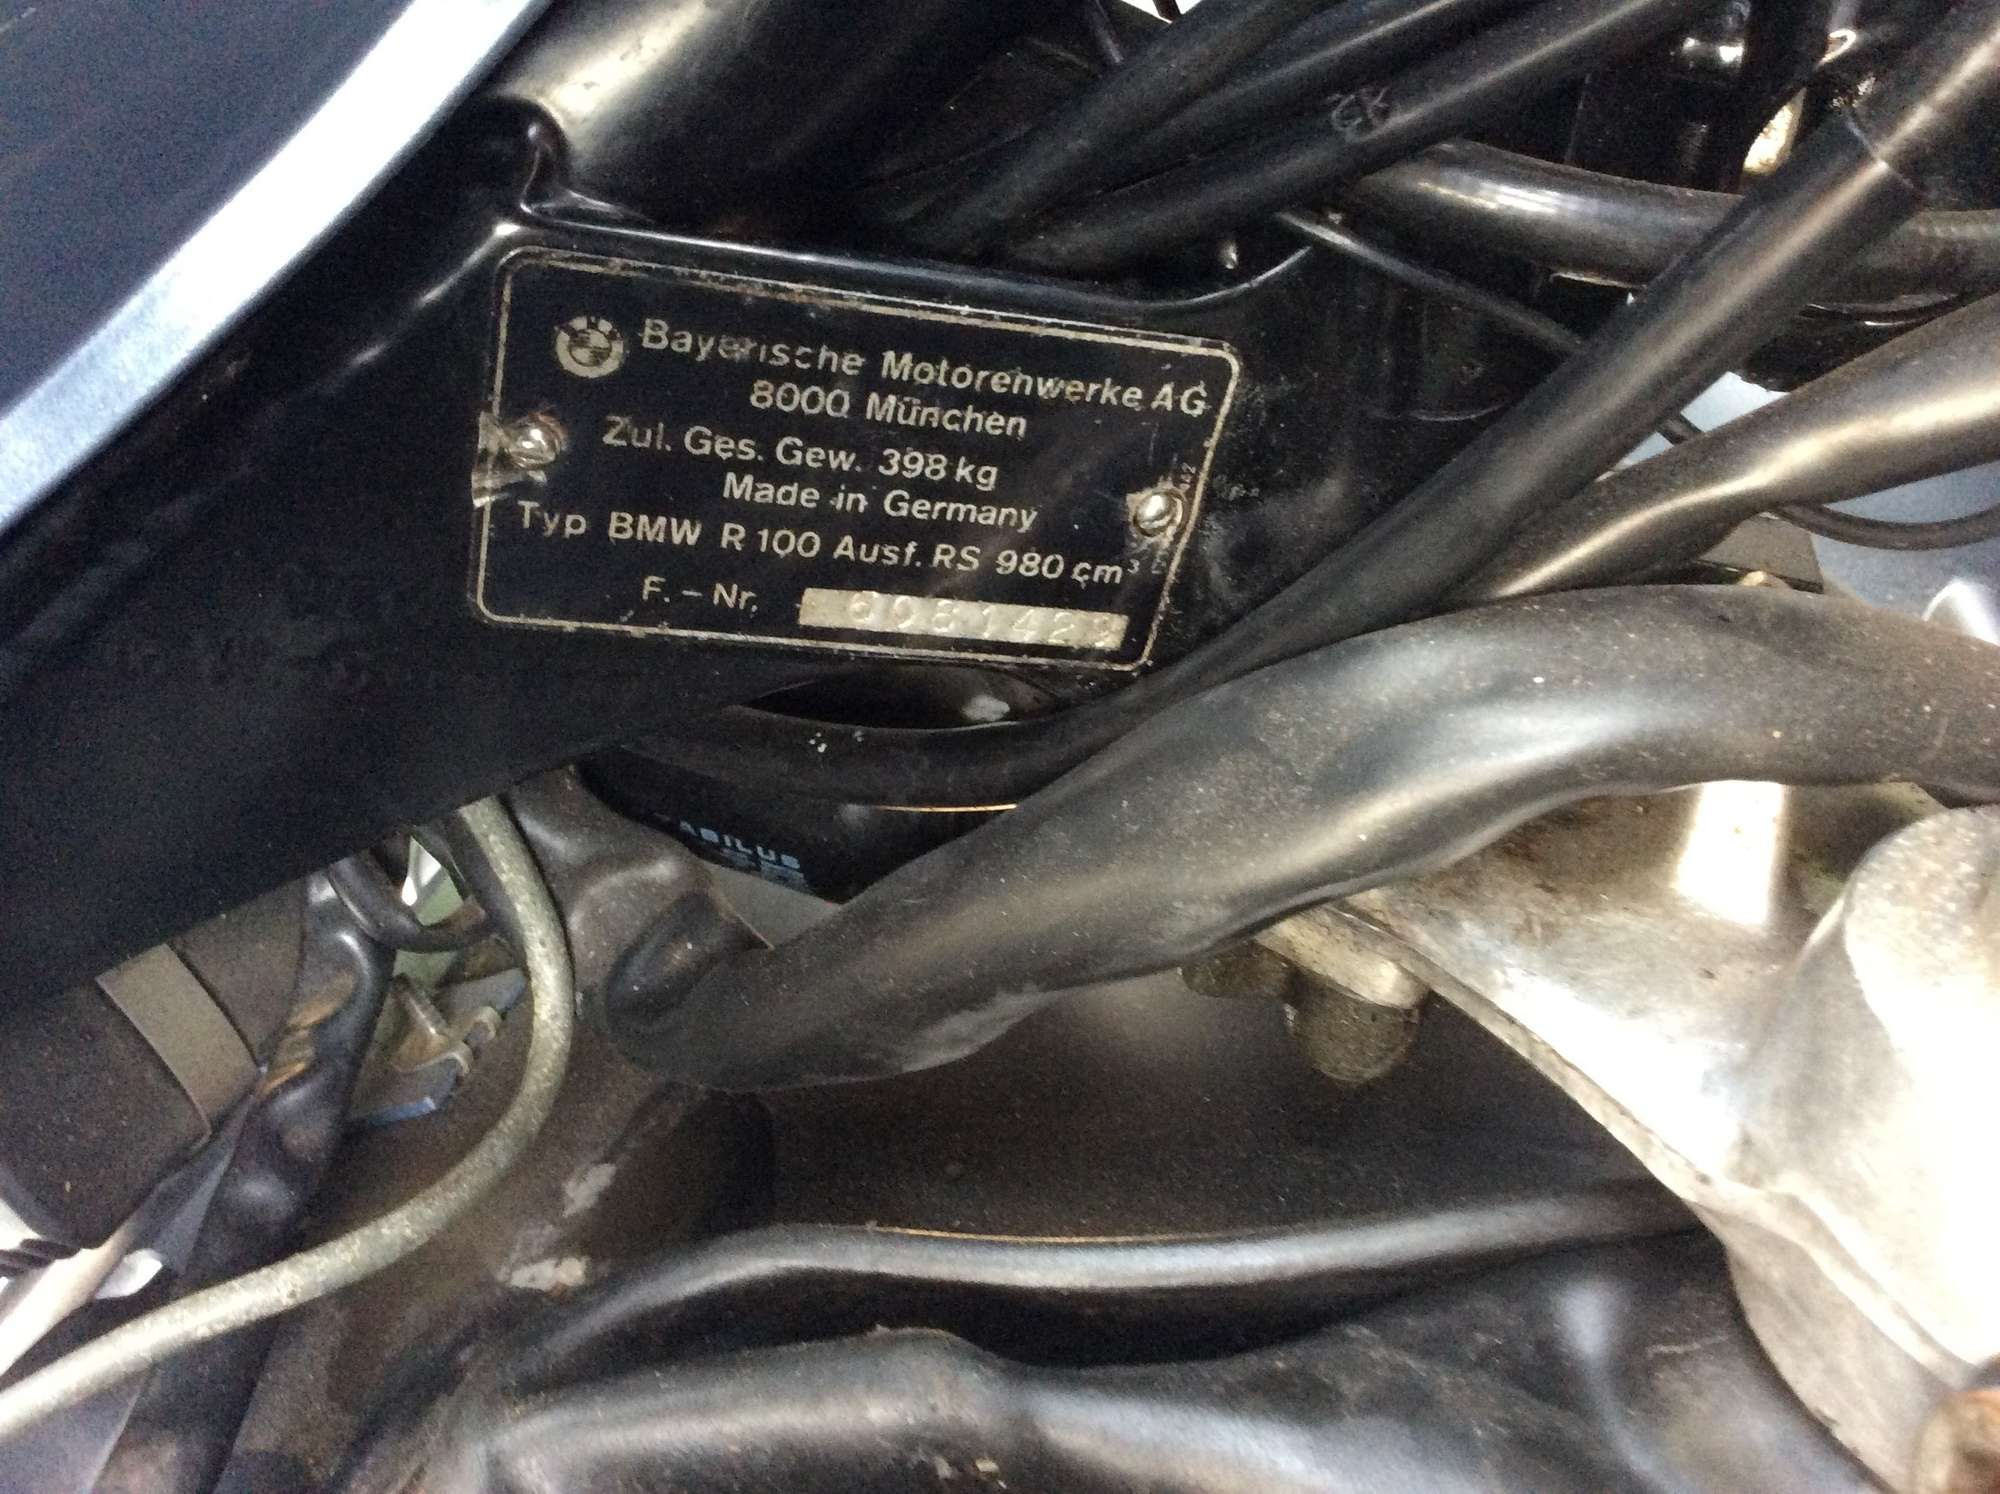 Bayerische Motorenwerke AG
8000 München
Zul. Ges. Gew. 398 kg
Made in Germany
Typ BMW R 100 Ausf. RS 980 cm³
F. – Nr. 6081429